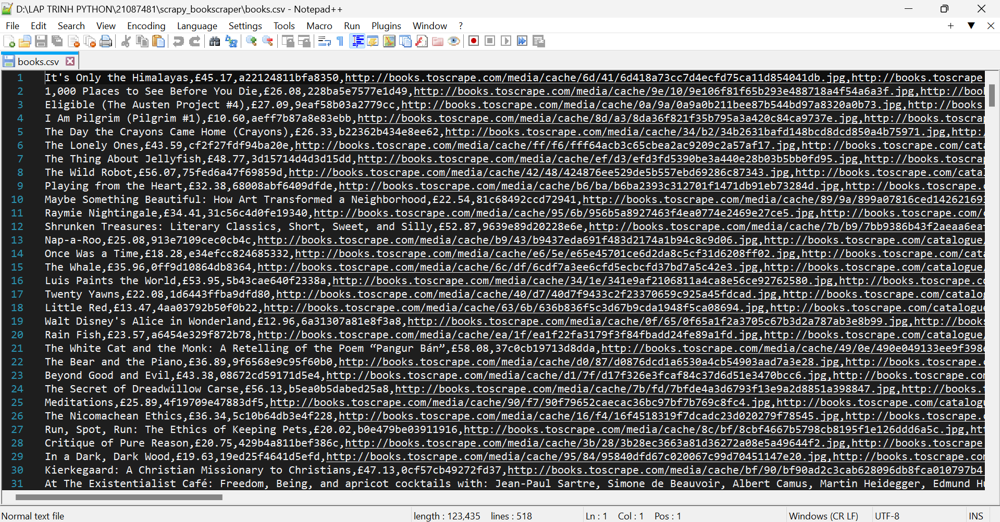 D:\LAP TRINH PYTHON\21087481\scrapy_bookscraper\books.csv - Notepad++
File Edit Search View Encoding Language Settings Tools Macro Run Plugins Window ?
books.csv
1 It's Only the Himalayas,£45.17,a22124811bfa8350,http://books.toscrape.com/media/cache/6d/41/6d418a73cc7d4ecfd75ca11d854041db.jpg,http://books.toscrape
2 1,000 Places to See Before You Die,£26.08,228ba5e7577e1d49,http://books.toscrape.com/media/cache/9e/10/9e106f81f65b293e488718a4f54a6a3f.jpg,http://boo
3 Eligible (The Austen Project #4),£27.09,9eaf58b03a2779cc,http://books.toscrape.com/media/cache/0a/9a/0a9a0b211bee87b544bd97a8320a0b73.jpg,http://books
4 I Am Pilgrim (Pilgrim #1),£10.60,aeff7b87a8e83ebb,http://books.toscrape.com/media/cache/8d/a3/8da36f821f35b795a3a420c84ca9737e.jpg,http://books.toscra
5 The Day the Crayons Came Home (Crayons),£26.33,b22362b434e8ee62,http://books.toscrape.com/media/cache/34/b2/34b2631bafd148bcd8dcd850a4b75971.jpg,http:
6 The Lonely Ones,£43.59,cf2f27fdf94ba20e,http://books.toscrape.com/media/cache/ff/f6/fff64acb3c65cbea2ac9209c2a57af17.jpg,http://books.toscrape.com/cat
7 The Thing About Jellyfish,£48.77,3d15714d4d3d15dd,http://books.toscrape.com/media/cache/ef/d3/efd3fd5390be3a440e28b03b5bb0fd95.jpg,http://books.toscra
8 The Wild Robot,£56.07,75fed6a47f69859d,http://books.toscrape.com/media/cache/42/48/424876ee529de5b557ebd69286c87343.jpg,http://books.toscrape.com/cata
9 Playing from the Heart,£32.38,68008abf6409dfde,http://books.toscrape.com/media/cache/b6/ba/b6ba2393c312701f1471db91eb73284d.jpg,http://books.toscrape.
10 Maybe Something Beautiful: How Art Transformed a Neighborhood,£22.54,81c68492ccd72941,http://books.toscrape.com/media/cache/89/9a/899a07816ced142621693
11 Raymie Nightingale,£34.41,31c56c4d0fe19340,http://books.toscrape.com/media/cache/95/6b/956b5a8927463f4ea0774e2469e27ce5.jpg,http://books.toscrape.com/
12 Shrunken Treasures: Literary Classics, Short, Sweet, and Silly,£52.87,9639e89d20228e6e,http://books.toscrape.com/media/cache/7b/b9/7bb9386b43f2aeaa6ea
13 Nap-a-Roo,£25.08,913e7109cec0cb4c,http://books.toscrape.com/media/cache/b9/43/b9437eda691f483d2174a1b94c8c9d06.jpg,http://books.toscrape.com/catalogue/
14 Once Was a Time,£18.28,e34efcc824685332,http://books.toscrape.com/media/cache/e6/5e/e65e45701ce6d2da8c5cf31d6208ff02.jpg,http://books.toscrape.com/cat
15 The Whale,£35.96,0ff9d10864db8364,http://books.toscrape.com/media/cache/6c/df/6cdf7a3ee6cfd5ecbcfd37bd7a5c42e3.jpg,http://books.toscrape.com/catalogue/
16 Luis Paints the World,£53.95,5b43cae640f2338a,http://books.toscrape.com/media/cache/34/1e/341e9af2106811a4ca8e56ce92762580.jpg,http://books.toscrape.c
17 Twenty Yawns,£22.08,1d6443ffba9dfd80,http://books.toscrape.com/media/cache/40/d7/40d7f9433c2f23370659c925a45fdcad.jpg,http://books.toscrape.com/catalo
18 Little Red,£13.47,4aa03792b50f0b22,http://books.toscrape.com/media/cache/63/6b/636b836f5c3d67b9cda1948f5ca08694.jpg,http://books.toscrape.com/catalogu
19 Walt Disney's Alice in Wonderland,£12.96,6a31307a81e8f3a8,http://books.toscrape.com/media/cache/0f/65/0f65a1f2a3705c67b3d2a787ab3e8b99.jpg,http://book
20 Rain Fish,£23.57,a6454e329f872b78,http://books.toscrape.com/media/cache/ea/1f/ea1f22fa3179f3f84fbadd24fe89a1fd.jpg,http://books.toscrape.com/catalogue/
21 The White Cat and the Monk: A Retelling of the Poem “Pangur Bán”,£58.08,37c0cb19713d8dda,http://books.toscrape.com/media/cache/49/0e/490e049133ee9f398
22 The Bear and the Piano,£36.89,9f6568e9c95f60b0,http://books.toscrape.com/media/cache/d0/87/d0876dcd1a6530a4cb54903aad7a3e28.jpg,http://books.toscrape.
23 Beyond Good and Evil,£43.38,08672cd59171d5e4,http://books.toscrape.com/media/cache/d1/7f/d17f326e3fcaf84c37d6d51e3470bcc6.jpg,http://books.toscrape.co
24 The Secret of Dreadwillow Carse,£56.13,b5ea0b5dabed25a8,http://books.toscrape.com/media/cache/7b/fd/7bfde4a3d6793f13e9a2d8851a398847.jpg,http://books.
25 Meditations,£25.89,4f19709e47883df5,http://books.toscrape.com/media/cache/90/f7/90f79652caecac36bc97bf7b769c8fc4.jpg,http://books.toscrape.com/catalog
26 The Nicomachean Ethics,£36.34,5c10b64db3e4f228,http://books.toscrape.com/media/cache/16/f4/16f4518319f7dcadc23d020279f78545.jpg,http://books.toscrape.
27 Run, Spot, Run: The Ethics of Keeping Pets,£20.02,b0e479be03911916,http://books.toscrape.com/media/cache/8c/bf/8cbf4667b5798cb8195f1e126ddd6a5c.jpg,ht
28 Critique of Pure Reason,£20.75,429b4a811bef386c,http://books.toscrape.com/media/cache/3b/28/3b28ec3663a81d36272a08e5a49644f2.jpg,http://books.toscrape
29 In a Dark, Dark Wood,£19.63,19ed25f4641d5efd,http://books.toscrape.com/media/cache/95/84/95840dfd67c020067c99d70451147e20.jpg,http://books.toscrape.co
30 Kierkegaard: A Christian Missionary to Christians,£47.13,0cf57cb49272fd37,http://books.toscrape.com/media/cache/bf/90/bf90ad2c3cab628096db8fca010797b4
31 At The Existentialist Café: Freedom, Being, and apricot cocktails with: Jean-Paul Sartre, Simone de Beauvoir, Albert Camus, Martin Heidegger, Edmund H
Normal text file length : 123,435 lines : 518 Ln : 1 Col : 1 Pos : 1 Windows (CR LF) UTF-8 INS